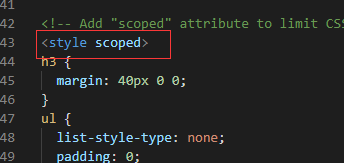 41
42 <!-- Add "scoped" attribute to limit CSS
43 <style scoped>
44 h3 {
45 margin: 40px 0 0;
46 }
47 ul {
48 list-style-type: none;
49 padding: 0;